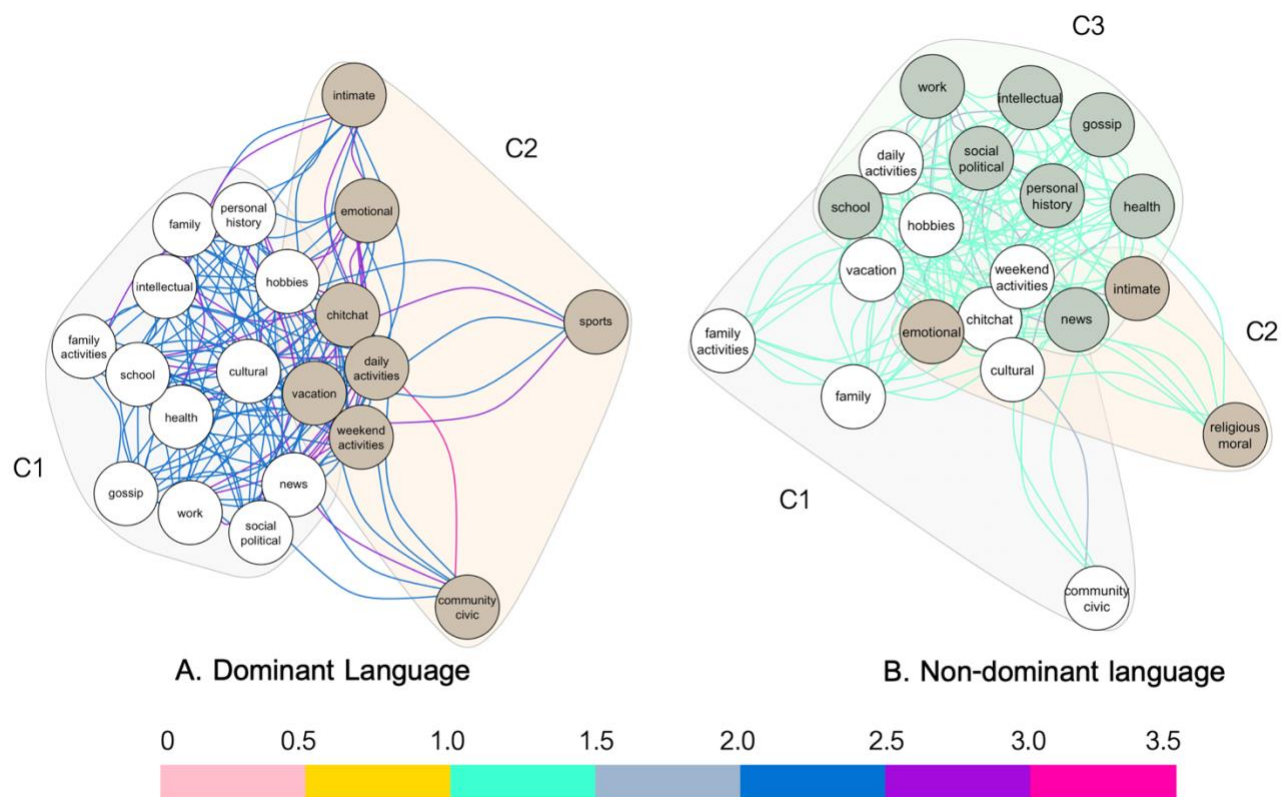 C2
intimate
emotional
family
personal
history
hobbies
intellectual
chitchat
sports
family
activities
school
cultural
daily
activities
vacation
health
weekend
activities
C1
gossip
work
news
social
political
community
civic
A. Dominant Language
C3
work
intellectual
gossip
daily
activities
social
political
personal
history
school
health
hobbies
vacation
weekend
activities
intimate
emotional
chitchat
news
C2
family
activities
cultural
family
religious
moral
C1
community
civic
B. Non-dominant language
0 0.5 1.0 1.5 2.0 2.5 3.0 3.5